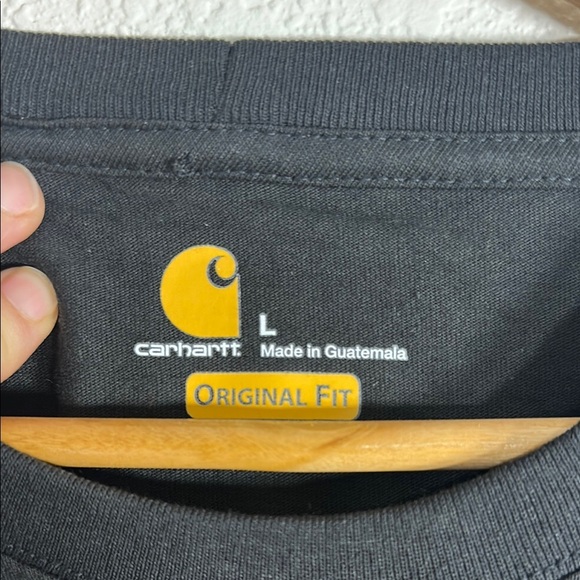 L
carhartt
Made in Guatemala
ORIGINAL FIT